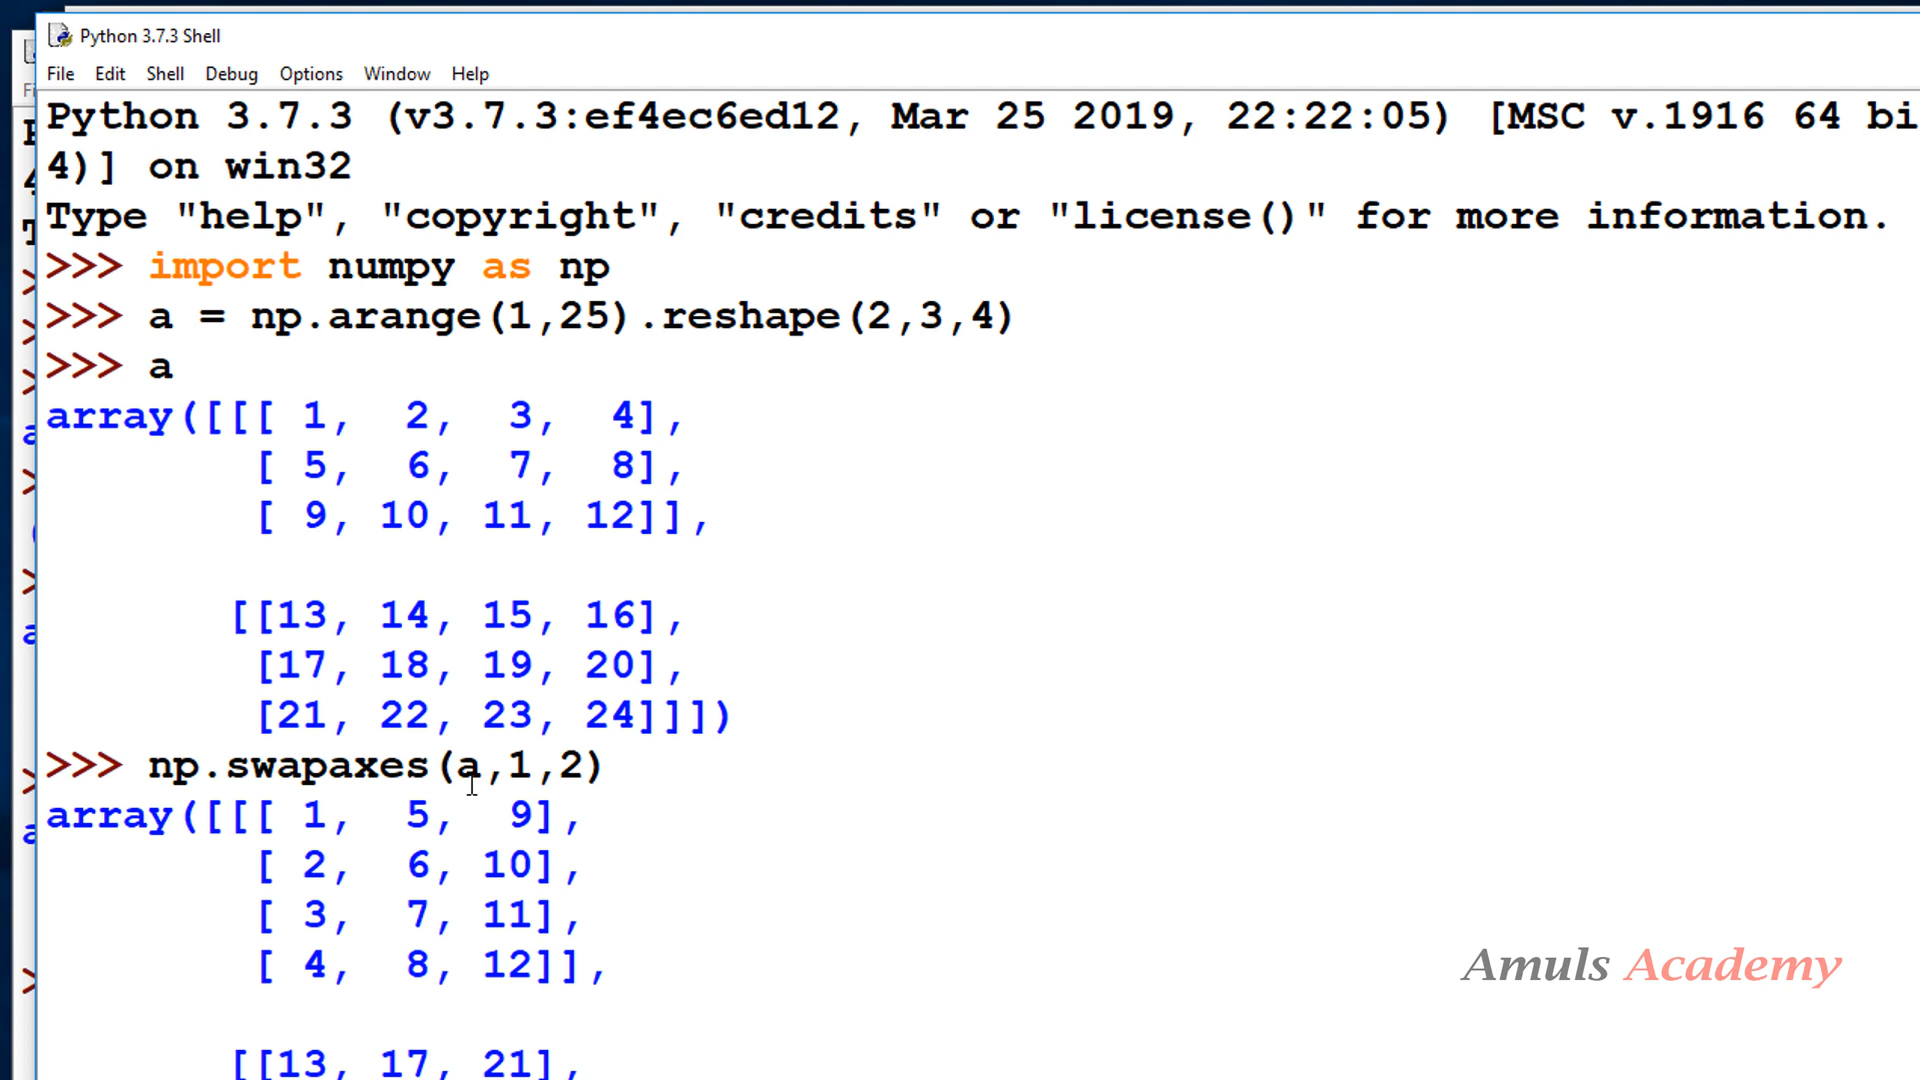 Python 3.7.3 Shell
File Edit Shell Debug Options Window Help
Python 3.7.3 (v3.7.3:ef4ec6ed12, Mar 25 2019, 22:22:05) [MSC v.1916 64 bi
4)] on win32
Type "help", "copyright", "credits" or "license()" for more information.
>>> import numpy as np
>>> a = np.arange(1,25).reshape(2,3,4)
>>> a
array([[[ 1,  2,  3,  4],
        [ 5,  6,  7,  8],
        [ 9, 10, 11, 12]],
       [[13, 14, 15, 16],
        [17, 18, 19, 20],
        [21, 22, 23, 24]]])
>>> np.swapaxes(a,1,2)
array([[[ 1,  5,  9],
        [ 2,  6, 10],
        [ 3,  7, 11],
        [ 4,  8, 12]],
       [[13, 17, 21],
Amuls Academy